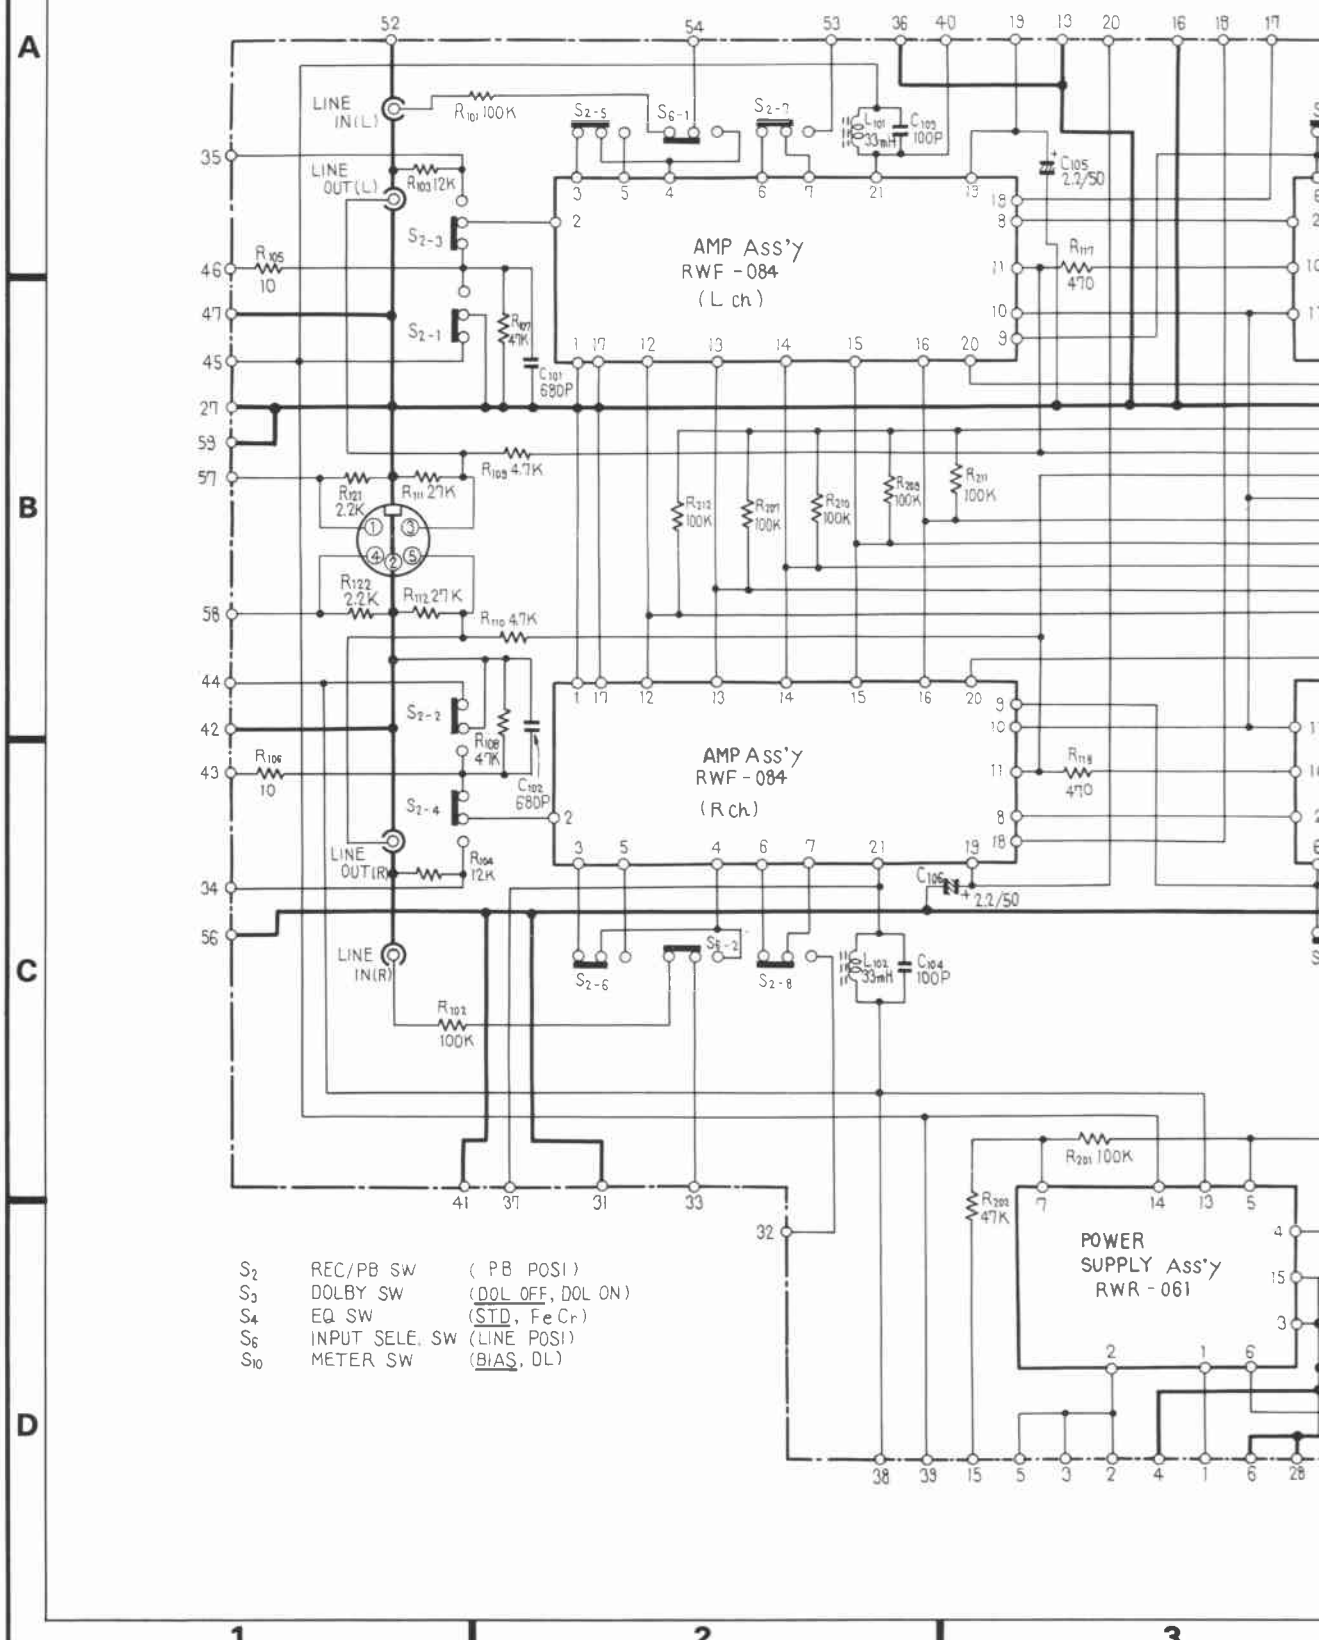 A
52
54
53
36
40
19
13
20
16
18
17
LINE
IN(L)
R101 100K
S2-5
S6-1
S2-7
L101
33mH
C103
100P
35
LINE
OUT(L)
R103 12K
C105
2.2/50
+
3
5
4
6
7
21
19
18
8
2
S2-3
AMP Ass'y
RWF-084
(L ch)
R105
46
10
11
R117
470
10
47
S2-1
R107
47K
10
9
45
1
17
12
13
14
15
16
20
C101
680P
27
59
57
R109 4.7K
R121
2.2K
R111 27K
B
R212
100K
R207
100K
R210
100K
R209
100K
R211
100K
1
3
4
2
5
R122
2.2K
R112 27K
58
R110 4.7K
44
1
17
12
13
14
15
16
20
9
10
S2-2
42
R108
47K
AMP Ass'y
RWF-084
(R ch)
R106
43
10
C102
680P
11
R118
470
S2-4
2
8
2
18
LINE
OUT(R)
R104
12K
3
5
4
6
7
21
19
6
34
C106
+
2.2/50
56
C
LINE
IN(R)
S2-6
S6-2
S2-8
L102
33mH
C104
100P
R102
100K
R201 100K
41
37
31
33
R202
47K
7
14
13
5
32
POWER
SUPPLY Ass'y
RWR-061
4
15
3
2
1
6
S2 REC/PB SW ( PB POSI)
S3 DOLBY SW (DOL OFF, DOL ON)
S4 EQ SW (STD, FeCr)
S6 INPUT SELE. SW (LINE POSI)
S10 METER SW (BIAS, DL)
D
38
39
15
5
3
2
4
1
6
28
1
2
3